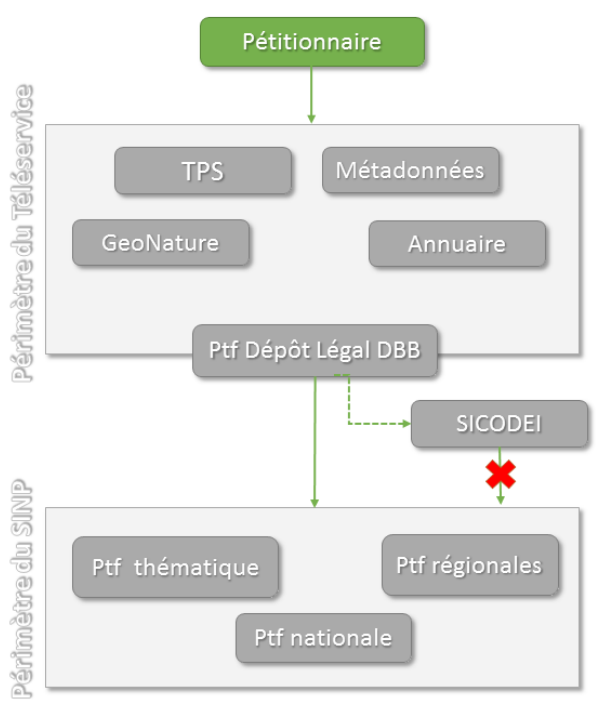 Pétitionnaire
Périmètre du Téléservice
TPS
Métadonnées
GeoNature
Annuaire
Ptf Dépôt Légal DBB
SICODEI
Périmètre du SINP
Ptf thématique
Ptf régionales
Ptf nationale